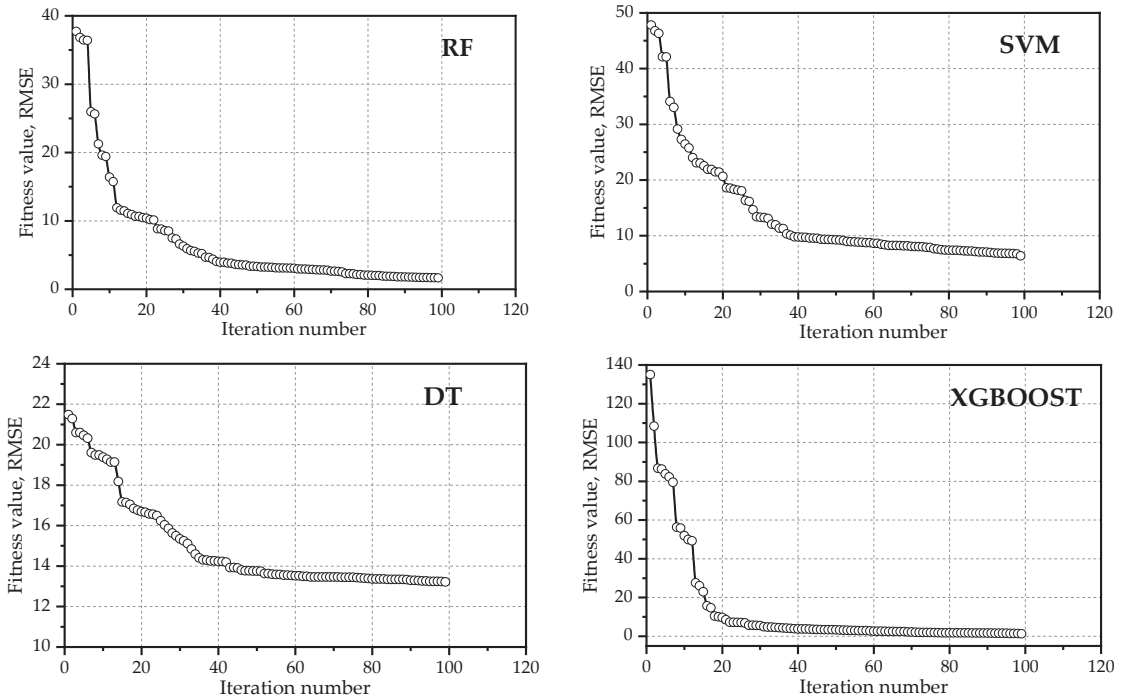 40
30
20
10
0
Fitness value, RMSE
RF
0 20 40 60 80 100 120
Iteration number
50
40
30
20
10
0
Fitness value, RMSE
SVM
0 20 40 60 80 100 120
Iteration number
24
22
20
18
16
14
12
10
Fitness value, RMSE
DT
0 20 40 60 80 100 120
Iteration number
140
120
100
80
60
40
20
0
Fitness value, RMSE
XGBOOST
0 20 40 60 80 100 120
Iteration number